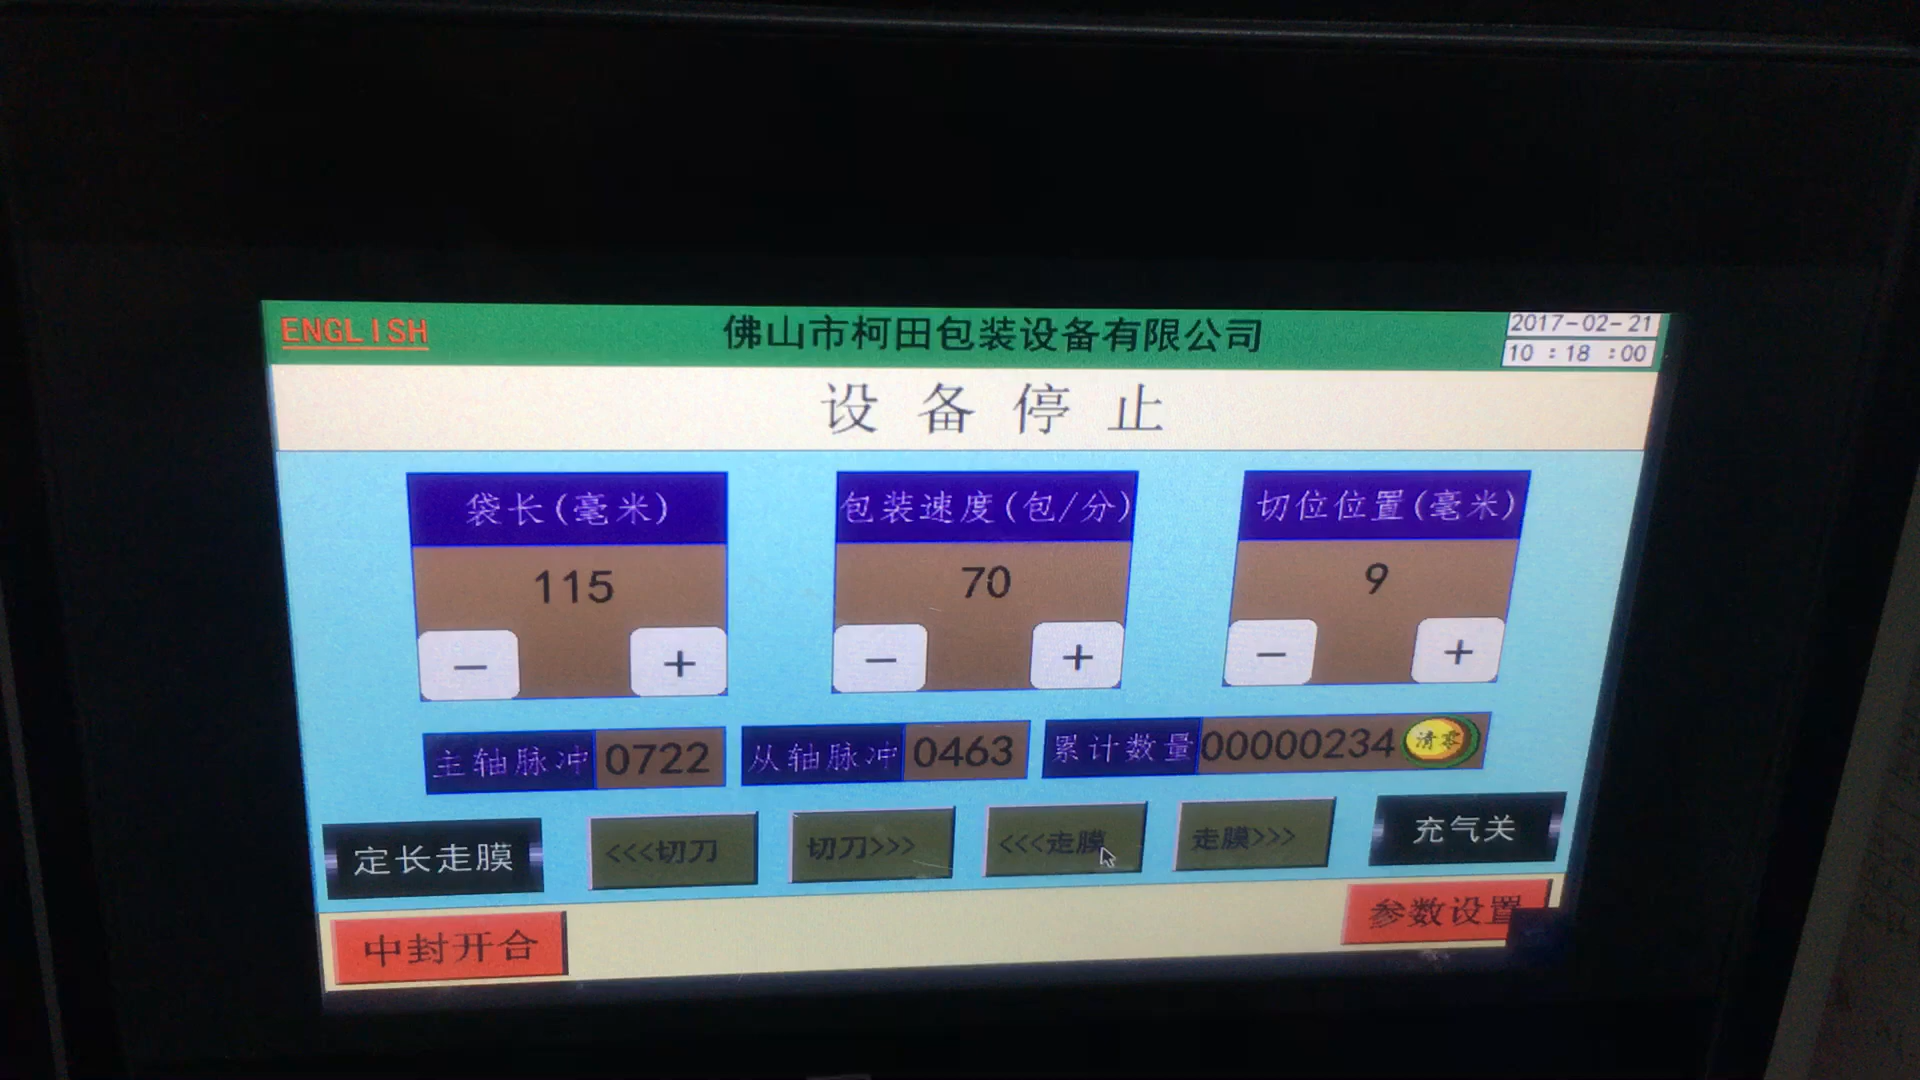 ENGLISH
佛山市柯田包装设备有限公司
2017-02-21
10 : 18 : 00
设备停止
袋长(毫米)
包装速度(包/分)
切位位置(毫米)
115
70
9
- +
- +
- +
主轴脉冲 0722
从轴脉冲 0463
累计数量 00000234 清零
定长走膜
<<<切刀
切刀>>>
<<<走膜
走膜>>>
充气关
中封开合
参数设置